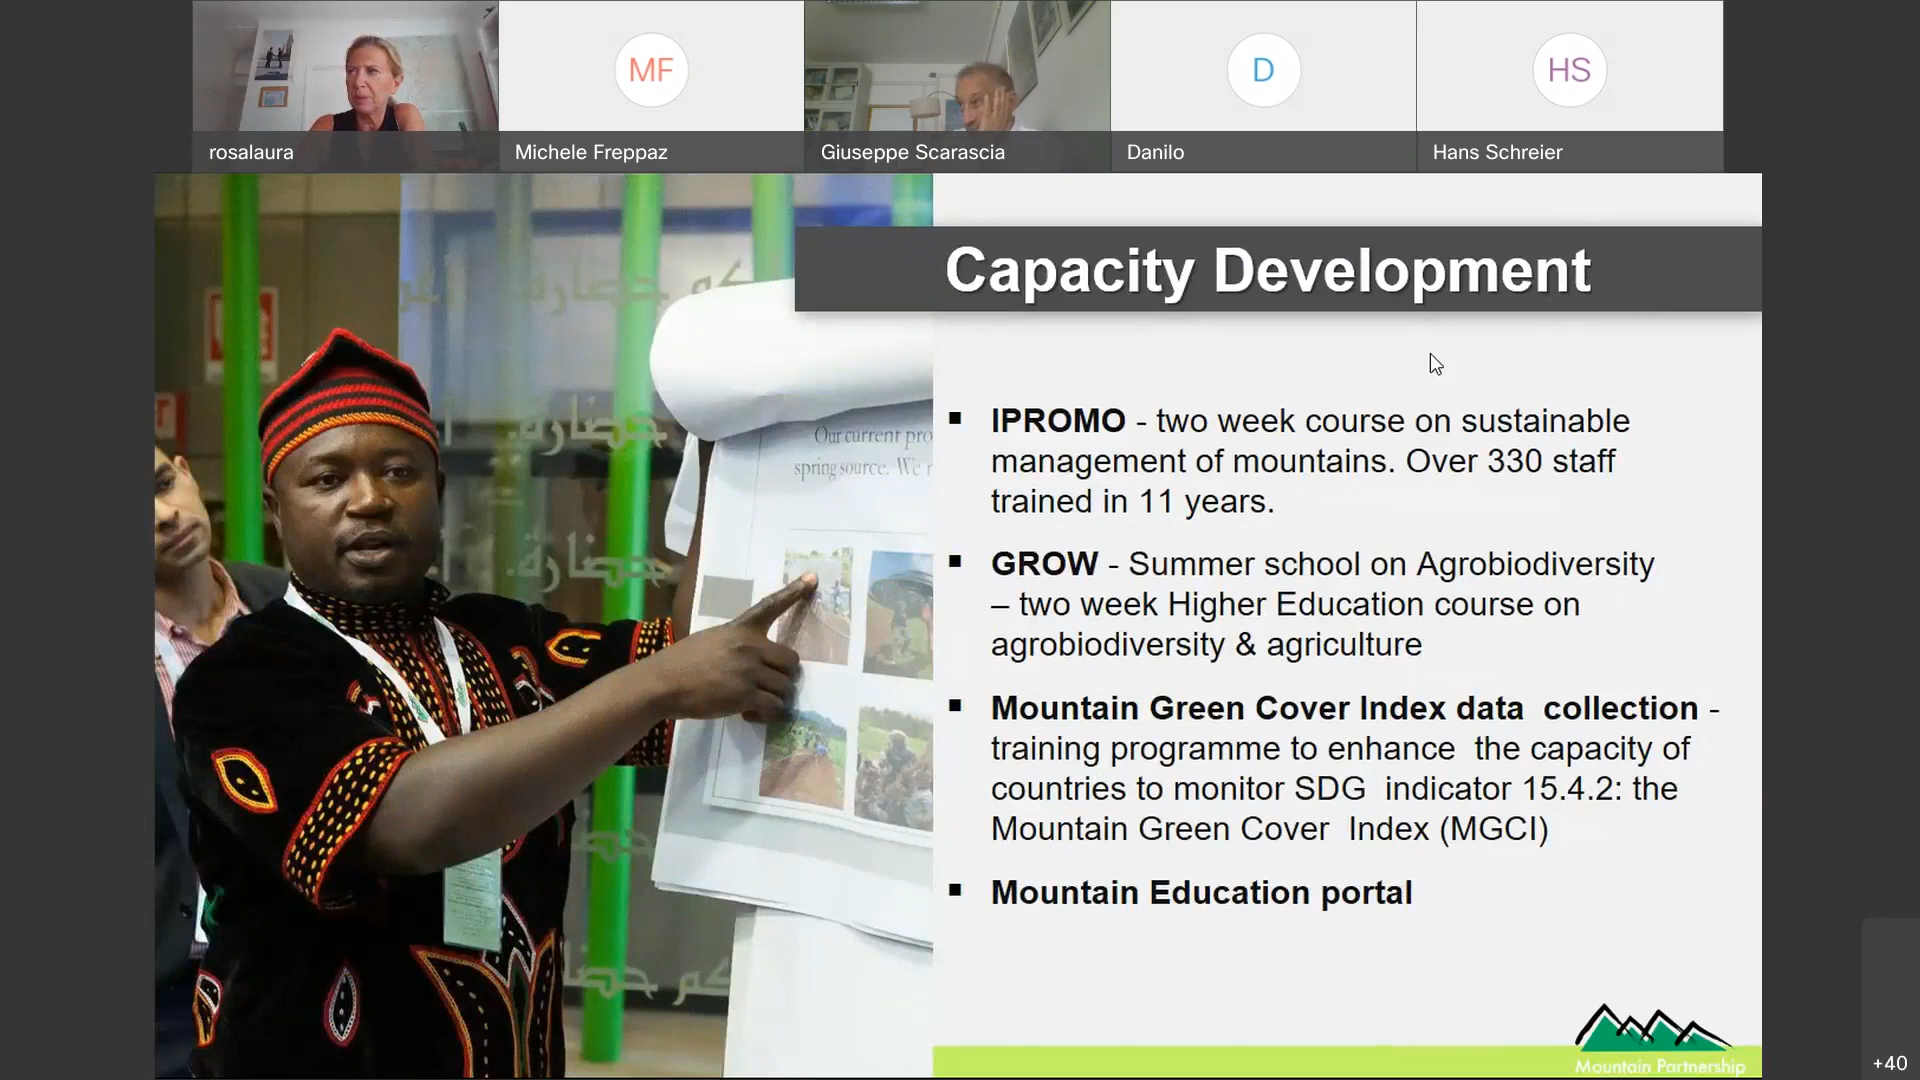 rosalaura
MF
Michele Freppaz
Giuseppe Scarascia
D
Danilo
HS
Hans Schreier
Capacity Development
Our current pro
spring source. We
حضارة.
كم حضارة
▪ IPROMO - two week course on sustainable
management of mountains. Over 330 staff
trained in 11 years.
▪ GROW - Summer school on Agrobiodiversity
– two week Higher Education course on
agrobiodiversity & agriculture
▪ Mountain Green Cover Index data  collection -
training programme to enhance  the capacity of
countries to monitor SDG  indicator 15.4.2: the
Mountain Green Cover  Index (MGCI)
▪ Mountain Education portal
Mountain Partnership
+40